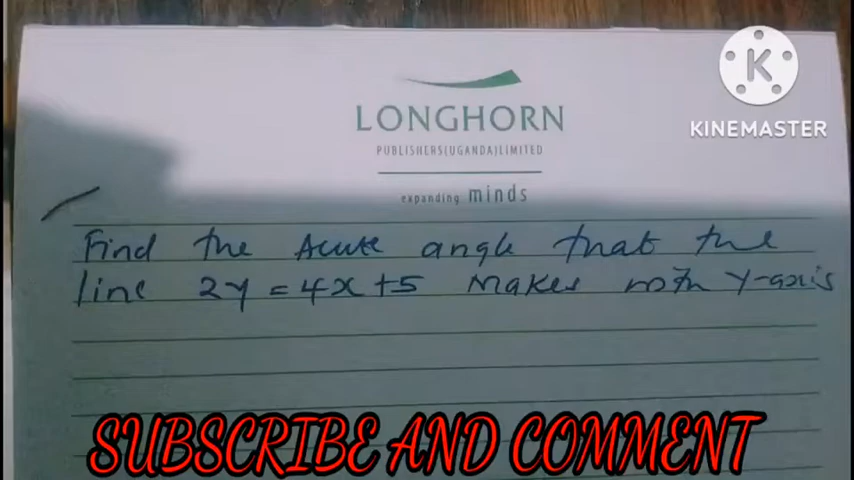 LONGHORN
PUBLISHERS(UGANDA)LIMITED
expanding minds
KINEMASTER
Find the Acute angle that the
line 2y = 4x+5 Makes with Y-axis
SUBSCRIBE AND COMMENT